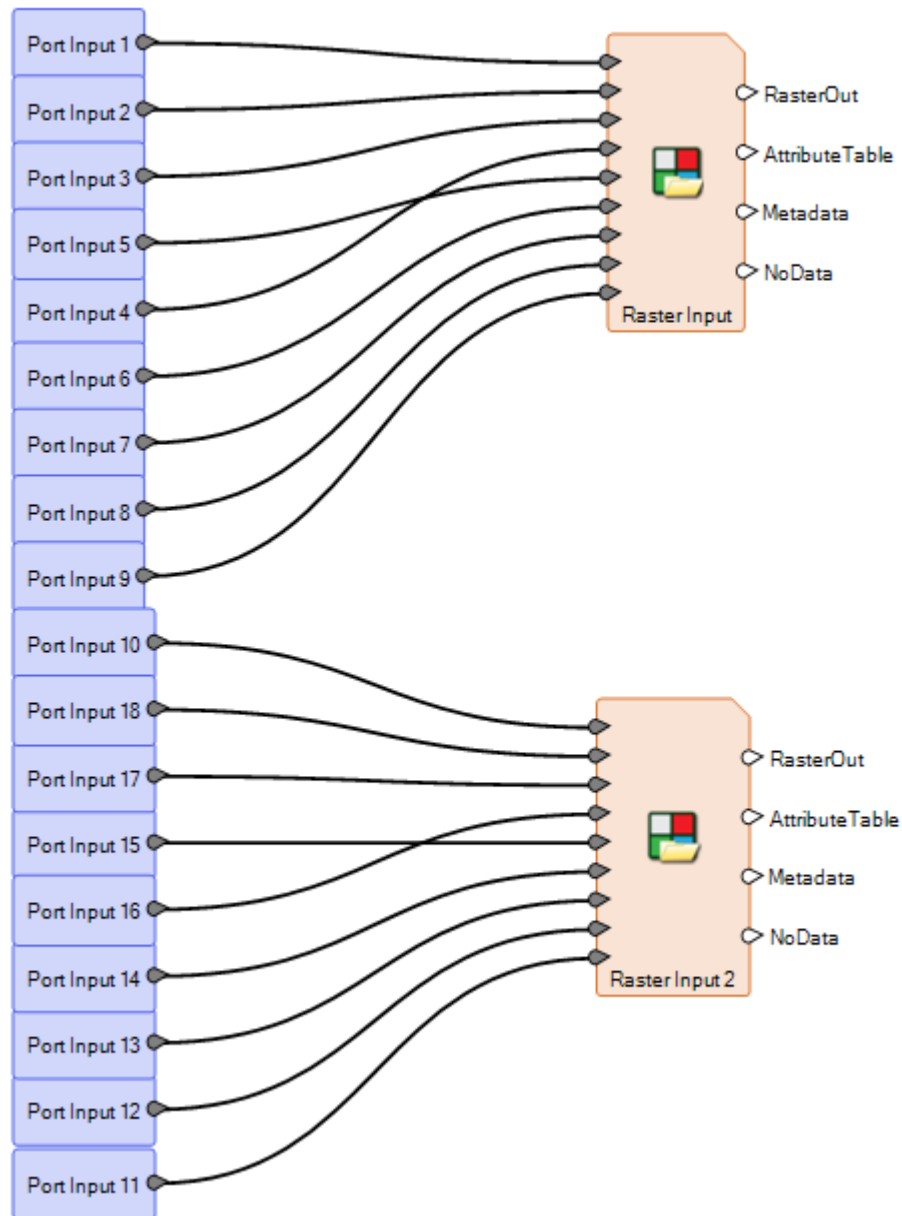 Port Input 1
Port Input 2
Port Input 3
Port Input 5
Port Input 4
Port Input 6
Port Input 7
Port Input 8
Port Input 9
RasterOut
AttributeTable
Metadata
NoData
Raster Input
Port Input 10
Port Input 18
Port Input 17
Port Input 15
Port Input 16
Port Input 14
Port Input 13
Port Input 12
Port Input 11
RasterOut
AttributeTable
Metadata
NoData
Raster Input 2